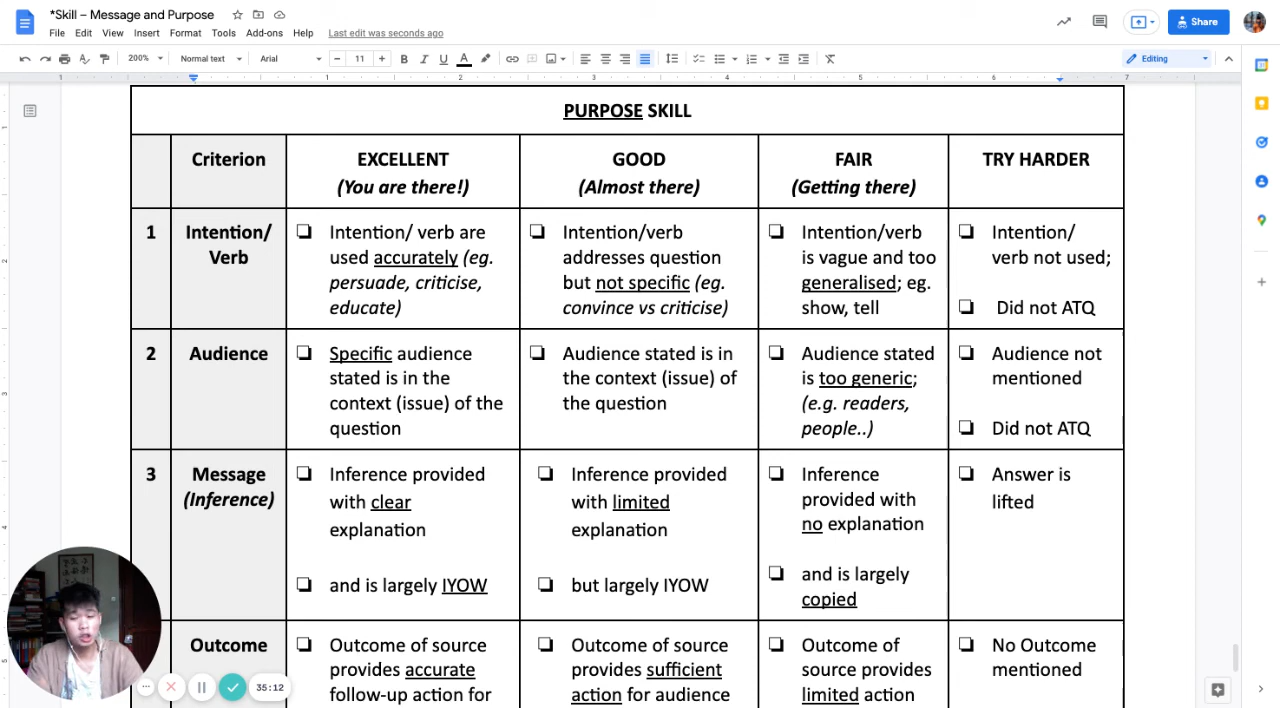 *Skill – Message and Purpose
File Edit View Insert Format Tools Add-ons Help Last edit was seconds ago
Share
200% Normal text Arial 11 B I U A Editing
1 1 2 3 4 5 6 7
PURPOSE SKILL
Criterion
EXCELLENT
(You are there!)
GOOD
(Almost there)
FAIR
(Getting there)
TRY HARDER
1
Intention/
Verb
Intention/ verb are
used accurately (eg.
persuade, criticise,
educate)
Intention/verb
addresses question
but not specific (eg.
convince vs criticise)
Intention/verb
is vague and too
generalised; eg.
show, tell
Intention/
verb not used;
Did not ATQ
2
Audience
Specific audience
stated is in the
context (issue) of the
question
Audience stated is in
the context (issue) of
the question
Audience stated
is too generic;
(e.g. readers,
people..)
Audience not
mentioned
Did not ATQ
3
Message
(Inference)
Inference provided
with clear
explanation
and is largely IYOW
Inference provided
with limited
explanation
but largely IYOW
Inference
provided with
no explanation
and is largely
copied
Answer is
lifted
Outcome
Outcome of source
provides accurate
follow-up action for
Outcome of source
provides sufficient
action for audience
Outcome of
source provides
limited action
No Outcome
mentioned
35:12